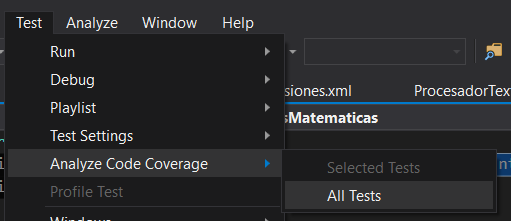 Test Analyze Window Help
Run
Debug
siones.xml ProcesadorTex
Playlist
sMatematicas
Test Settings
Analyze Code Coverage
Selected Tests
Profile Test
All Tests
Windows